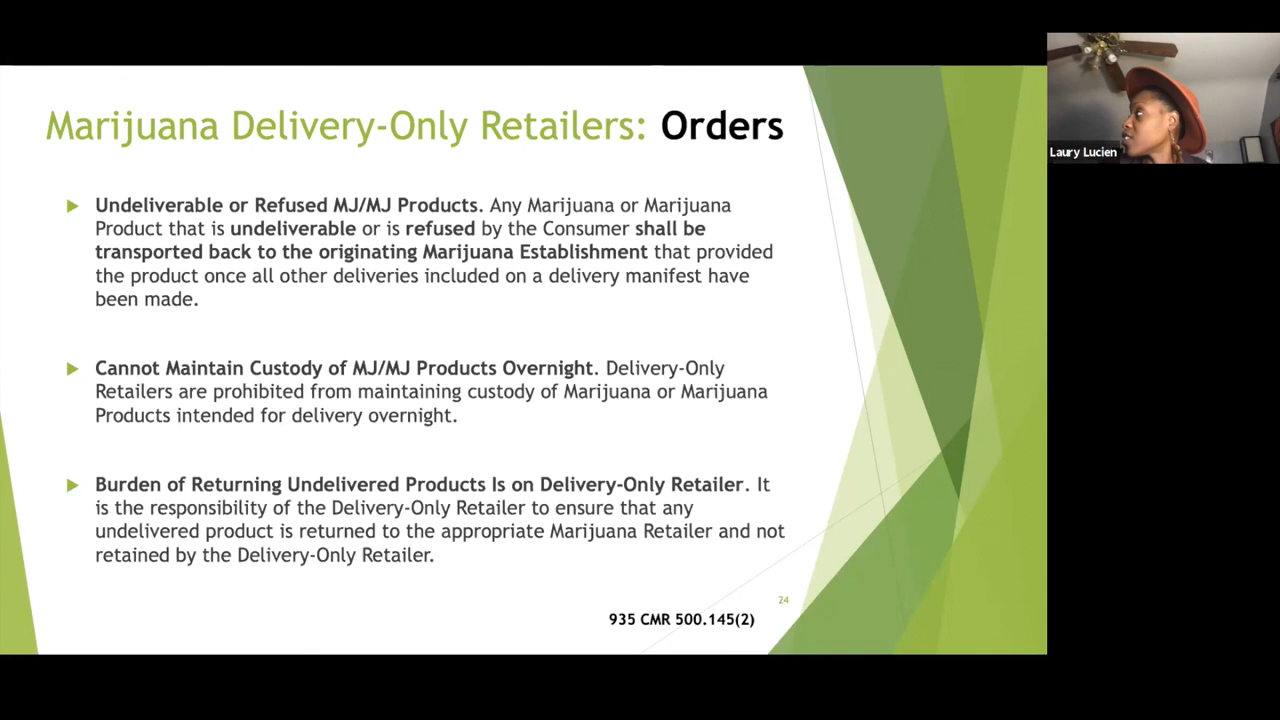 Marijuana Delivery-Only Retailers: Orders
Undeliverable or Refused MJ/MJ Products. Any Marijuana or Marijuana
Product that is undeliverable or is refused by the Consumer shall be
transported back to the originating Marijuana Establishment that provided
the product once all other deliveries included on a delivery manifest have
been made.
Cannot Maintain Custody of MJ/MJ Products Overnight. Delivery-Only
Retailers are prohibited from maintaining custody of Marijuana or Marijuana
Products intended for delivery overnight.
Burden of Returning Undelivered Products Is on Delivery-Only Retailer. It
is the responsibility of the Delivery-Only Retailer to ensure that any
undelivered product is returned to the appropriate Marijuana Retailer and not
retained by the Delivery-Only Retailer.
24
935 CMR 500.145(2)
Laury Lucien